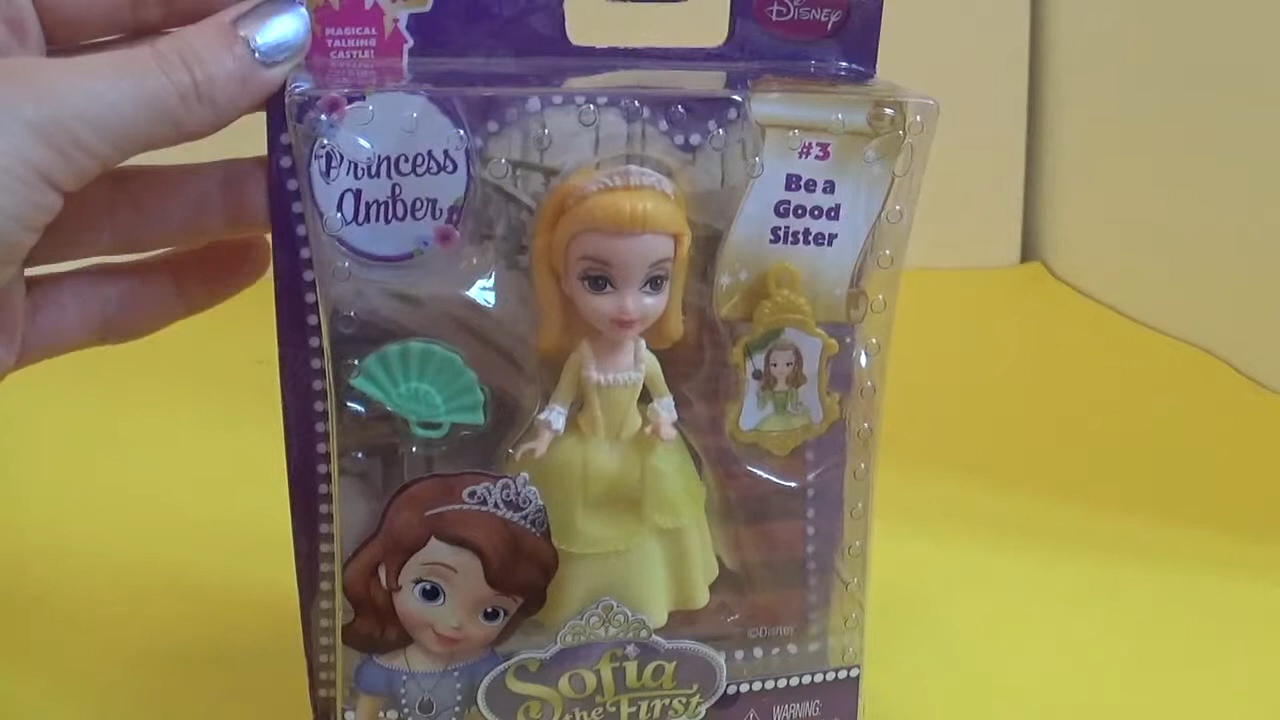 MAGICAL
TALKING
CASTLE!
Disney
Princess
Amber
#3
Be a
Good
Sister
©Disney
Sofia
the First
WARNING: